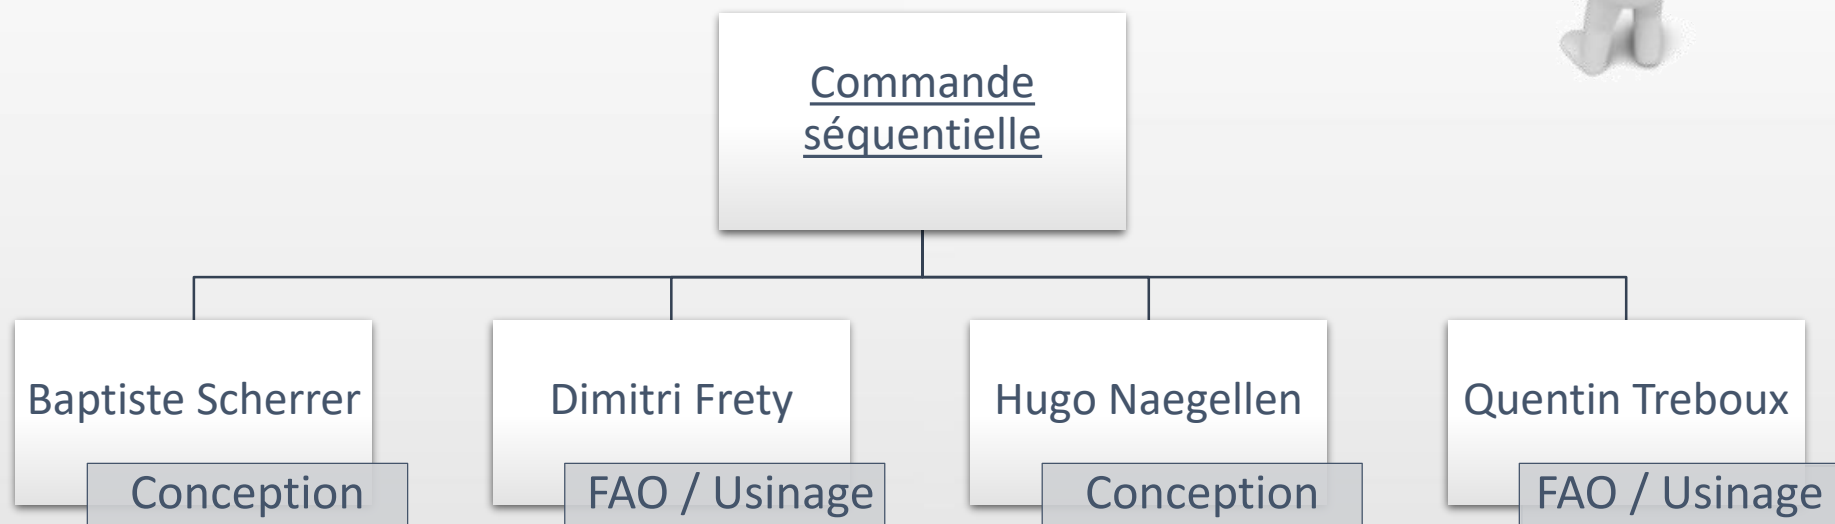 Commande
séquentielle
Baptiste Scherrer
Conception
Dimitri Frety
FAO / Usinage
Hugo Naegellen
Conception
Quentin Treboux
FAO / Usinage